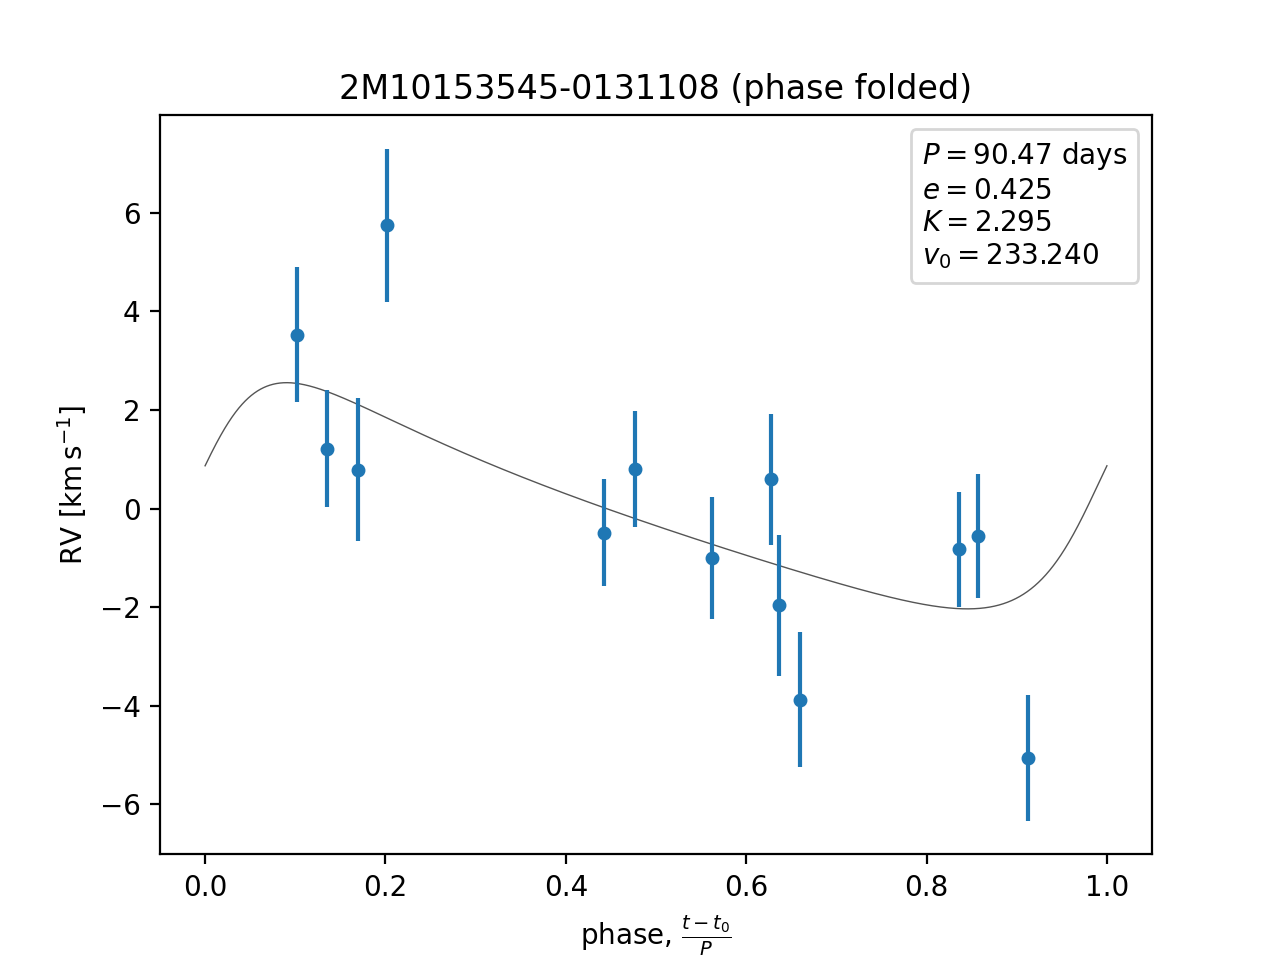 2M10153545-0131108 (phase folded)
P = 90.47 days
e = 0.425
K = 2.295
v₀ = 233.240
6
4
2
0
−2
−4
−6
RV [km s⁻¹]
0.0 0.2 0.4 0.6 0.8 1.0
phase, (t − t₀)/P